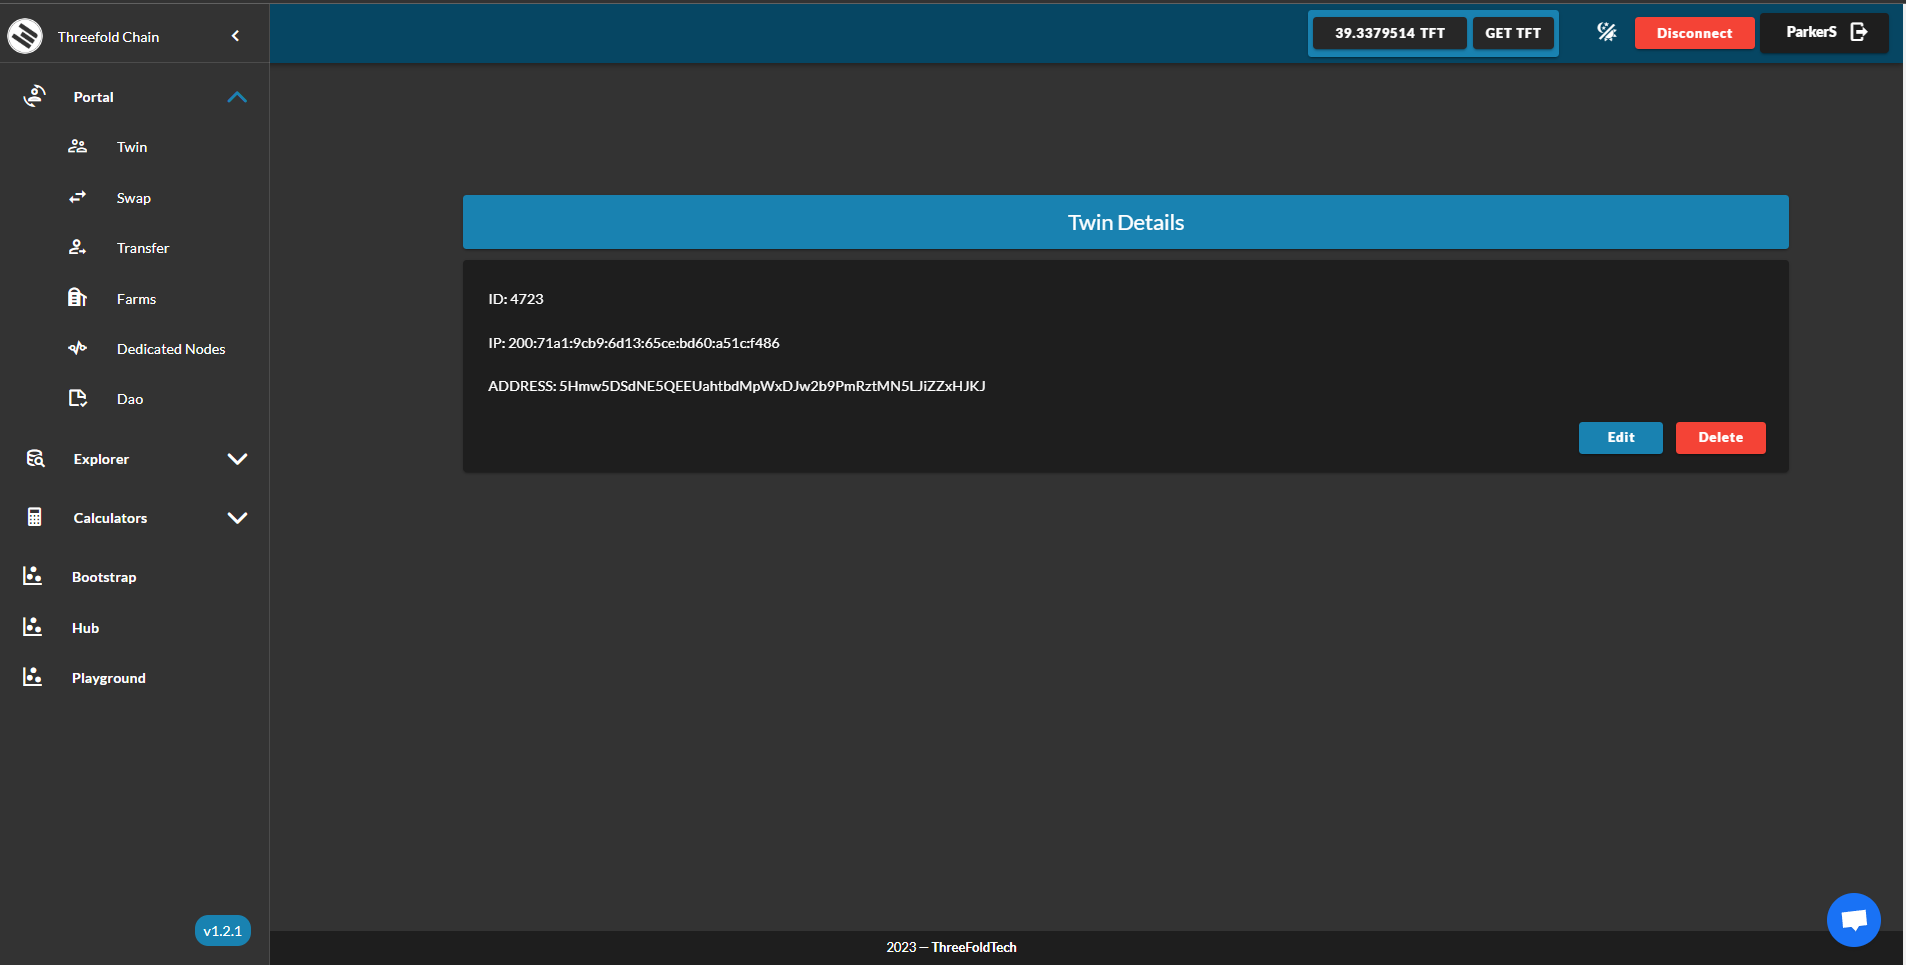 Threefold Chain
39.3379514 TFT
GET TFT
Disconnect
ParkerS
Portal
Twin
Swap
Transfer
Farms
Dedicated Nodes
Dao
Explorer
Calculators
Bootstrap
Hub
Playground
v1.2.1
Twin Details
ID: 4723
IP: 200:71a1:9cb9:6d13:65ce:bd60:a51c:f486
ADDRESS: 5Hmw5DSdNE5QEEUahtbdMpWxDJw2b9PmRztMN5LJiZZxHJKJ
Edit
Delete
2023 — ThreeFoldTech